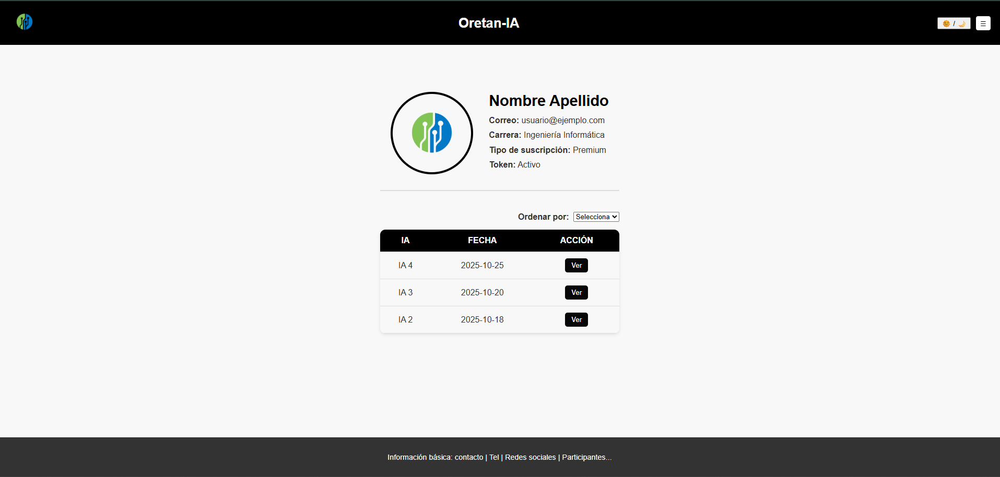 Oretan-IA
🌞 / 🌙 ☰
Nombre Apellido
Correo: usuario@ejemplo.com
Carrera: Ingeniería Informática
Tipo de suscripción: Premium
Token: Activo
Ordenar por: Selecciona
IA FECHA ACCIÓN
IA 4 2025-10-25 Ver
IA 3 2025-10-20 Ver
IA 2 2025-10-18 Ver
Información básica: contacto | Tel | Redes sociales | Participantes...